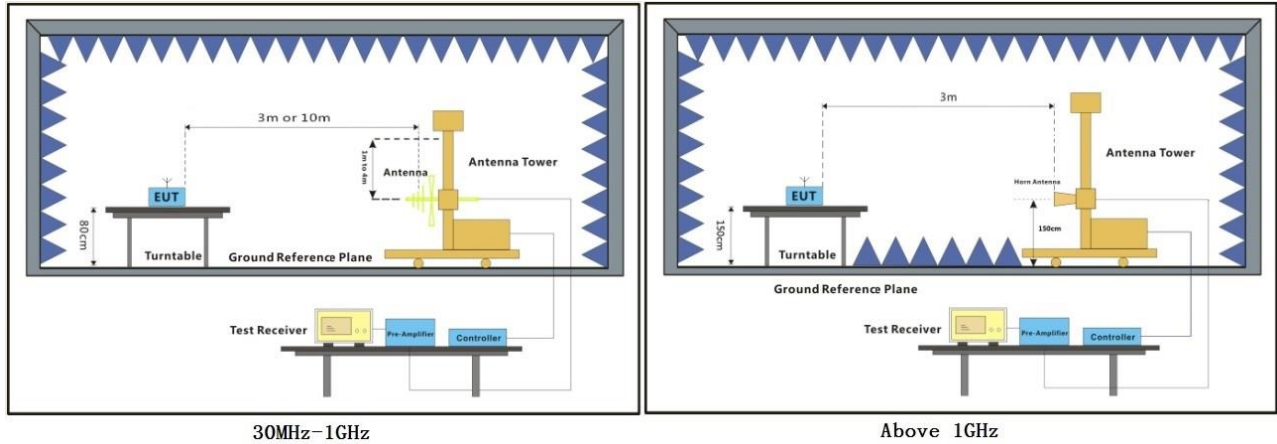 3m or 10m
1m to 4m
Antenna Tower
Antenna
EUT
80cm
Turntable
Ground Reference Plane
Test Receiver
Pre-Amplifier
Controller
30MHz-1GHz
3m
Antenna Tower
Horn Antenna
EUT
150cm
150cm
Turntable
Ground Reference Plane
Test Receiver
Pre-Amplifier
Controller
Above 1GHz